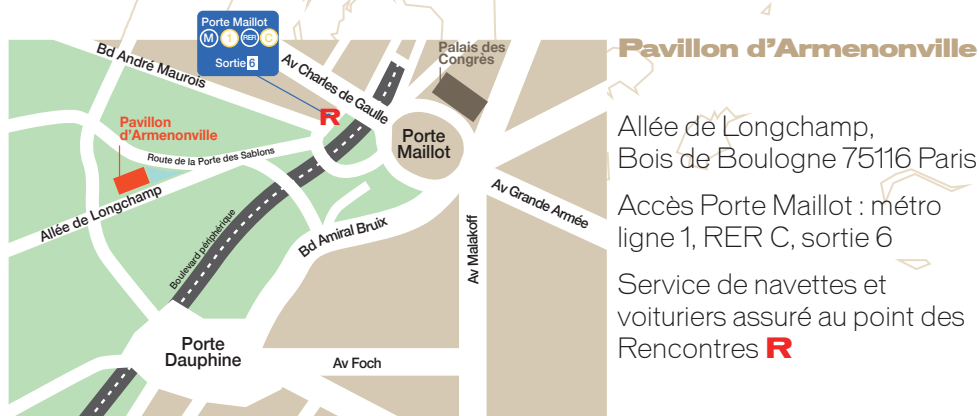 Porte Maillot
M 1 RER C
Sortie 6
Bd André Maurois
Av Charles de Gaulle
Palais des
Congrès
R
Pavillon
d'Armenonville
Route de la Porte des Sablons
Porte
Maillot
Allée de Longchamp
Boulevard périphérique
Bd Amiral Bruix
Av Grande Armée
Av Malakoff
Porte
Dauphine
Av Foch
Pavillon d'Armenonville
Allée de Longchamp,
Bois de Boulogne 75116 Paris
Accès Porte Maillot : métro
ligne 1, RER C, sortie 6
Service de navettes et
voituriers assuré au point des
Rencontres R